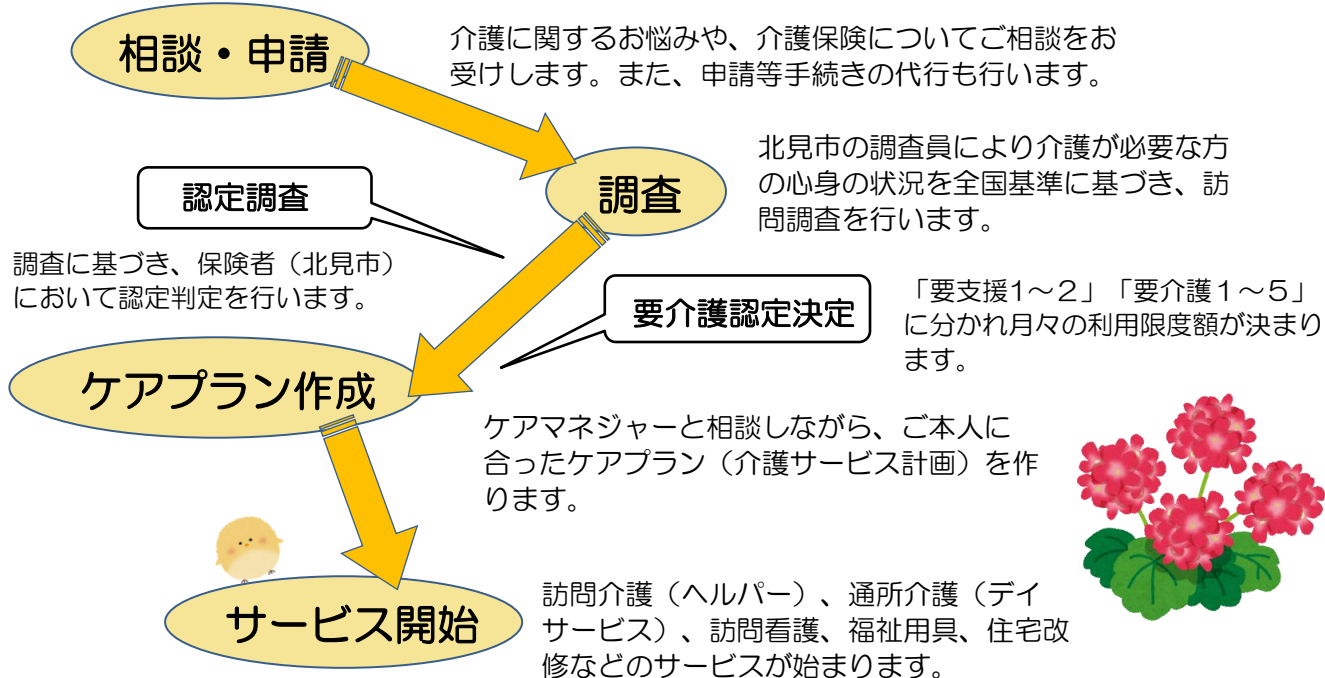 相談・申請
介護に関するお悩みや、介護保険についてご相談をお
受けします。また、申請等手続きの代行も行います。
調査
北見市の調査員により介護が必要な方
の心身の状況を全国基準に基づき、訪
問調査を行います。
認定調査
調査に基づき、保険者（北見市）
において認定判定を行います。
要介護認定決定
「要支援1～2」「要介護１～５」
に分かれ月々の利用限度額が決まり
ます。
ケアプラン作成
ケアマネジャーと相談しながら、ご本人に
合ったケアプラン（介護サービス計画）を作
ります。
サービス開始
訪問介護（ヘルパー）、通所介護（デイ
サービス）、訪問看護、福祉用具、住宅改
修などのサービスが始まります。